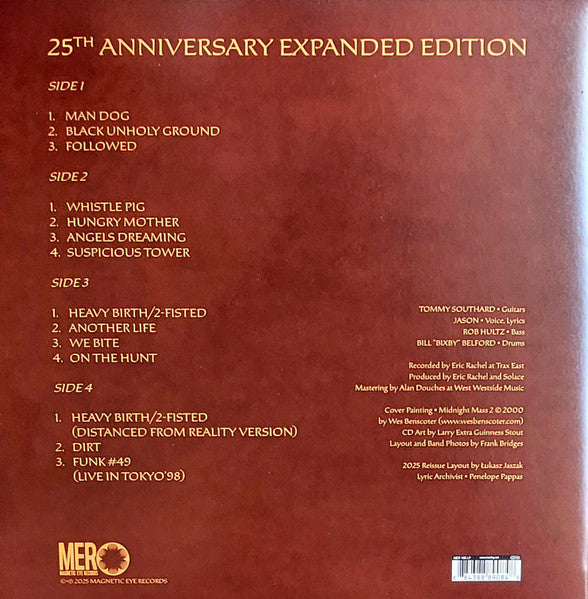 25TH ANNIVERSARY EXPANDED EDITION
SIDE 1
1. MAN DOG
2. BLACK UNHOLY GROUND
3. FOLLOWED
SIDE 2
1. WHISTLE PIG
2. HUNGRY MOTHER
3. ANGELS DREAMING
4. SUSPICIOUS TOWER
SIDE 3
1. HEAVY BIRTH/2-FISTED
2. ANOTHER LIFE
3. WE BITE
4. ON THE HUNT
SIDE 4
1. HEAVY BIRTH/2-FISTED
(DISTANCED FROM REALITY VERSION)
2. DIRT
3. FUNK #49
(LIVE IN TOKYO'98)
TOMMY SOUTHARD • Guitars
JASON • Voice, Lyrics
ROB HULTZ • Bass
BILL "BIXBY" BELFORD • Drums
Recorded by Eric Rachel at Trax East
Produced by Eric Rachel and Solace
Mastering by Alan Douches at West Westside Music
Cover Painting • Midnight Mass 2 © 2000
by Wes Benscoter (www.wesbenscoter.com)
CD Art by Larry Extra Guinness Stout
Layout and Band Photos by Frank Bridges
2025 Reissue Layout by Łukasz Jaszak
Lyric Archivist • Penelope Pappas
MER
MAGNETIC EYE RECORDS
©℗ 2025 MAGNETIC EYE RECORDS